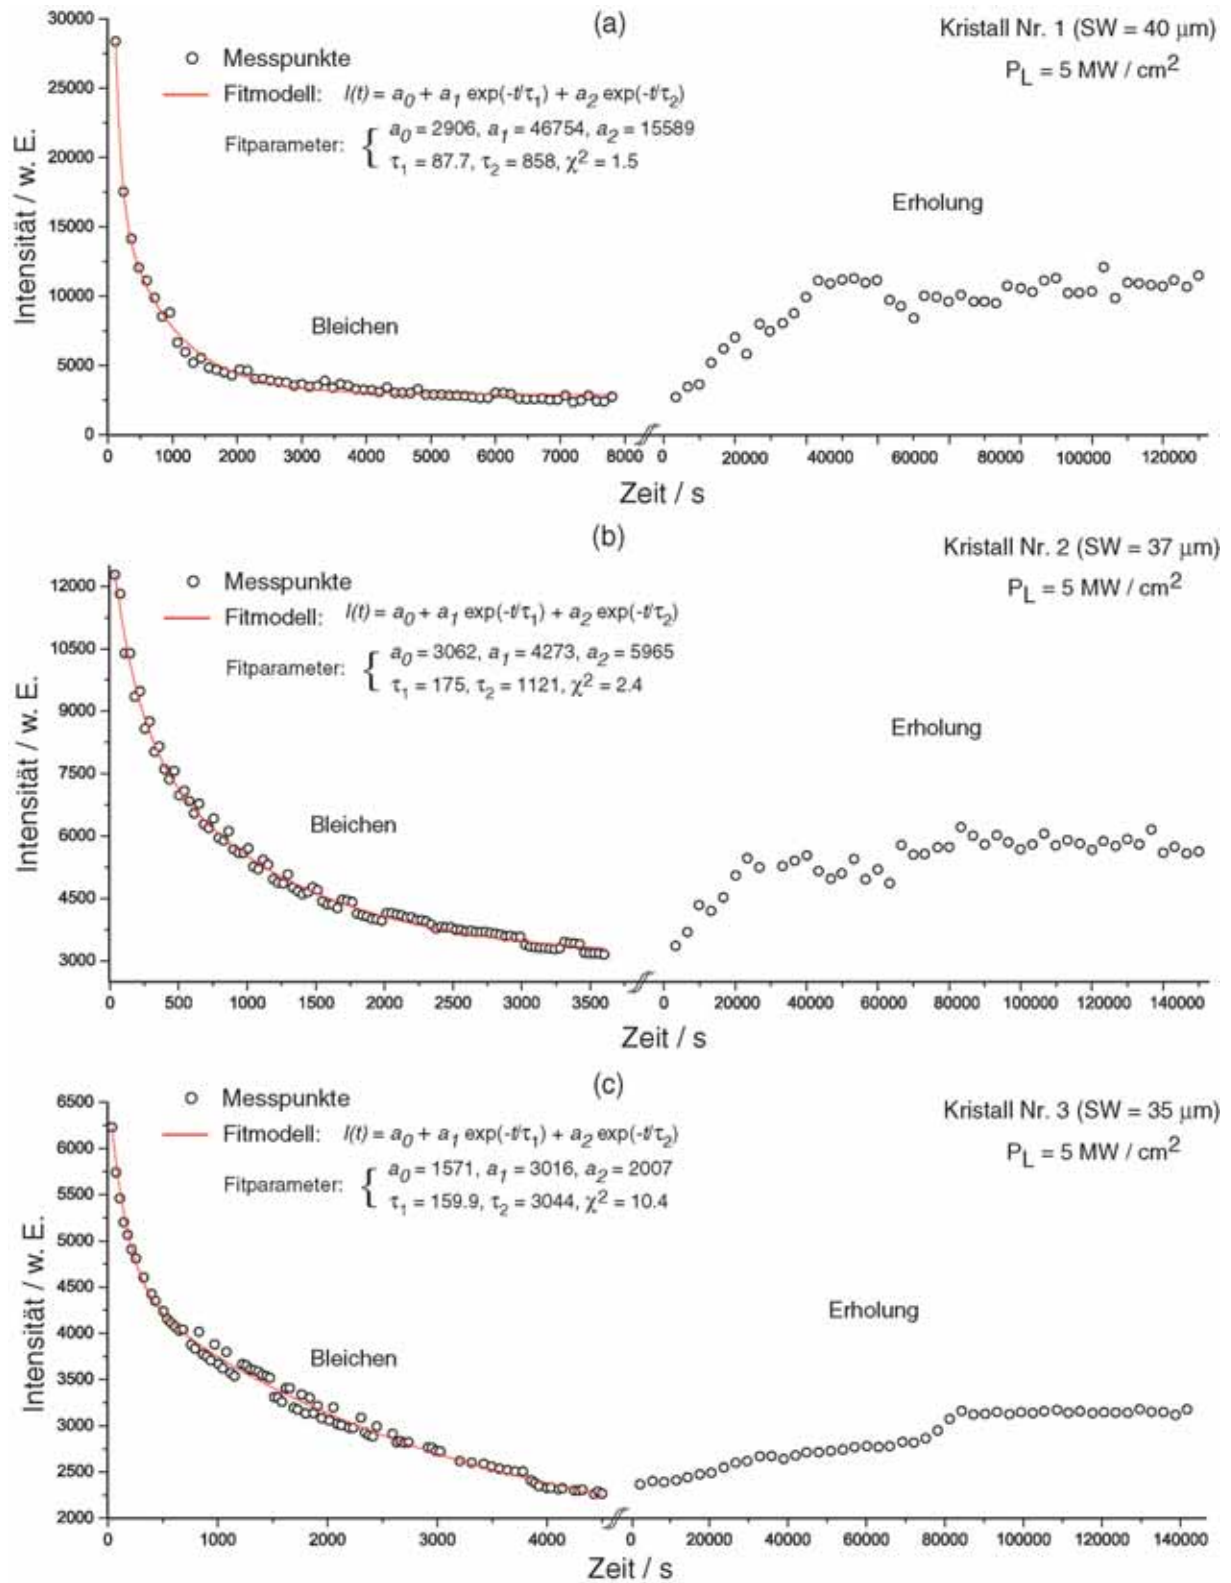 (a)
Kristall Nr. 1 (SW = 40 μm)
P_L = 5 MW / cm²
Messpunkte
Fitmodell: I(t) = a₀ + a₁ exp(-t/τ₁) + a₂ exp(-t/τ₂)
Fitparameter: { a₀ = 2906, a₁ = 46754, a₂ = 15589
τ₁ = 87.7, τ₂ = 858, χ² = 1.5
Erholung
Bleichen
Intensität / w. E.
30000
25000
20000
15000
10000
5000
0
0 1000 2000 3000 4000 5000 6000 7000 8000 0 20000 40000 60000 80000 100000 120000
Zeit / s
(b)
Kristall Nr. 2 (SW = 37 μm)
P_L = 5 MW / cm²
Messpunkte
Fitmodell: I(t) = a₀ + a₁ exp(-t/τ₁) + a₂ exp(-t/τ₂)
Fitparameter: { a₀ = 3062, a₁ = 4273, a₂ = 5965
τ₁ = 175, τ₂ = 1121, χ² = 2.4
Erholung
Bleichen
Intensität / w. E.
12000
10500
9000
7500
6000
4500
3000
0 500 1000 1500 2000 2500 3000 3500 0 20000 40000 60000 80000 100000 120000 140000
Zeit / s
(c)
Kristall Nr. 3 (SW = 35 μm)
P_L = 5 MW / cm²
Messpunkte
Fitmodell: I(t) = a₀ + a₁ exp(-t/τ₁) + a₂ exp(-t/τ₂)
Fitparameter: { a₀ = 1571, a₁ = 3016, a₂ = 2007
τ₁ = 159.9, τ₂ = 3044, χ² = 10.4
Erholung
Bleichen
Intensität / w. E.
6500
6000
5500
5000
4500
4000
3500
3000
2500
2000
0 1000 2000 3000 4000 0 20000 40000 60000 80000 100000 120000 140000
Zeit / s